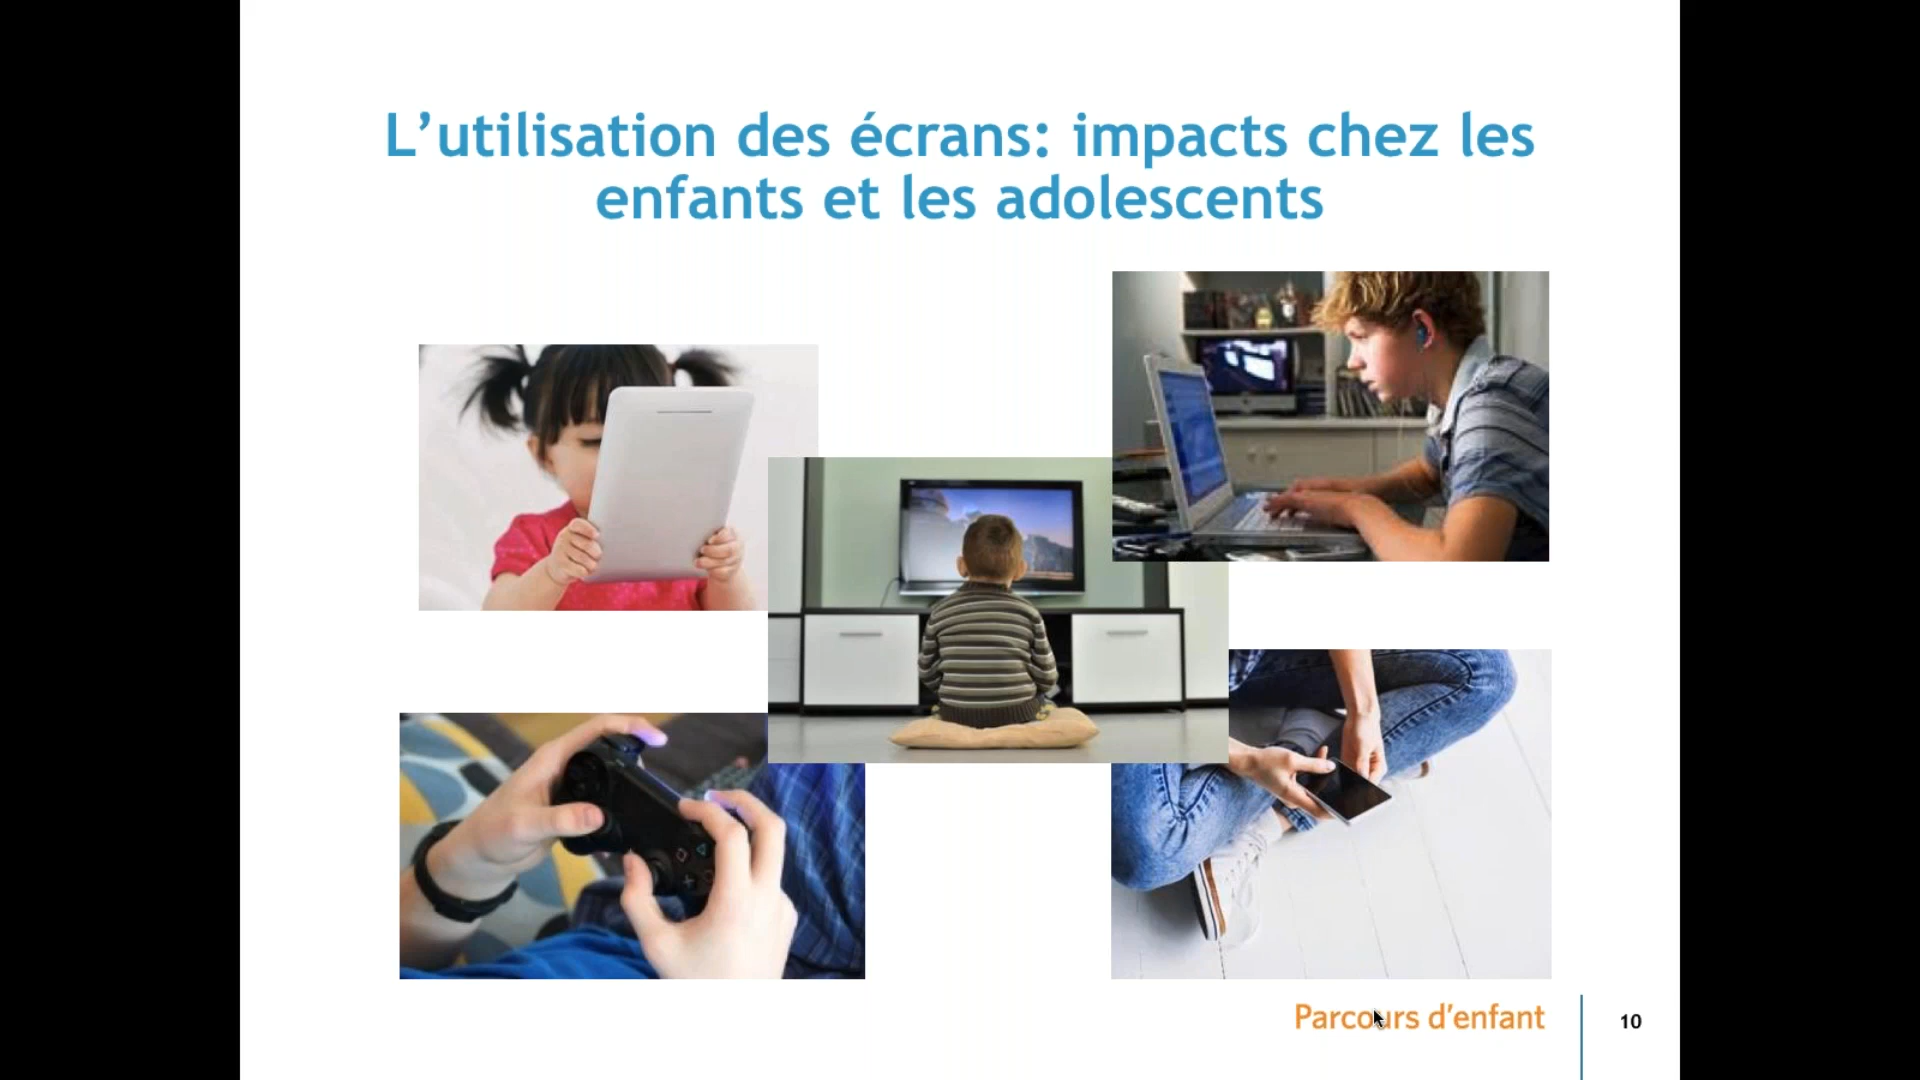 L’utilisation des écrans: impacts chez les
enfants et les adolescents
Parcours d’enfant
10